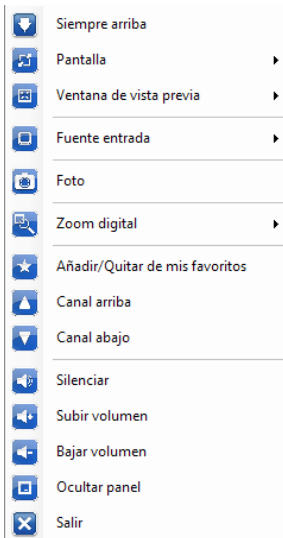 Siempre arriba
Pantalla
Ventana de vista previa
Fuente entrada
Foto
Zoom digital
Añadir/Quitar de mis favoritos
Canal arriba
Canal abajo
Silenciar
Subir volumen
Bajar volumen
Ocultar panel
Salir